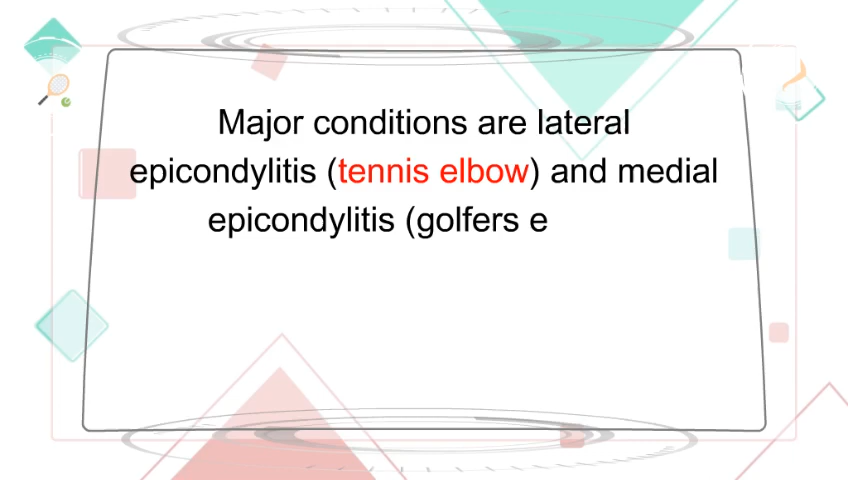 Major conditions are lateral
epicondylitis (tennis elbow) and medial
epicondylitis (golfers e